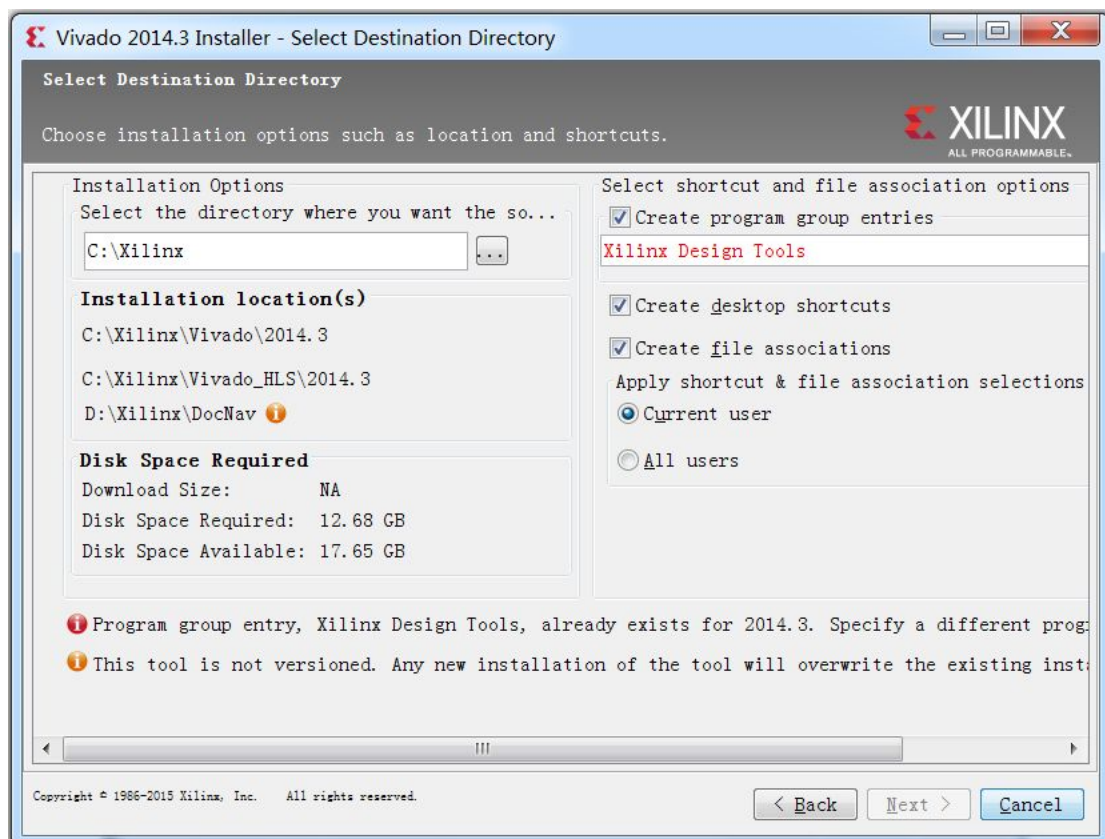 Vivado 2014.3 Installer - Select Destination Directory
Select Destination Directory
Choose installation options such as location and shortcuts.
XILINX
ALL PROGRAMMABLE.
Installation Options
Select the directory where you want the so...
C:\Xilinx
...
Installation location(s)
C:\Xilinx\Vivado\2014.3
C:\Xilinx\Vivado_HLS\2014.3
D:\Xilinx\DocNav
Disk Space Required
Download Size: NA
Disk Space Required: 12.68 GB
Disk Space Available: 17.65 GB
Select shortcut and file association options
Create program group entries
Xilinx Design Tools
Create desktop shortcuts
Create file associations
Apply shortcut & file association selections
Current user
All users
Program group entry, Xilinx Design Tools, already exists for 2014.3. Specify a different prog
This tool is not versioned. Any new installation of the tool will overwrite the existing inst
Copyright © 1986-2015 Xilinx, Inc. All rights reserved.
< Back
Next >
Cancel